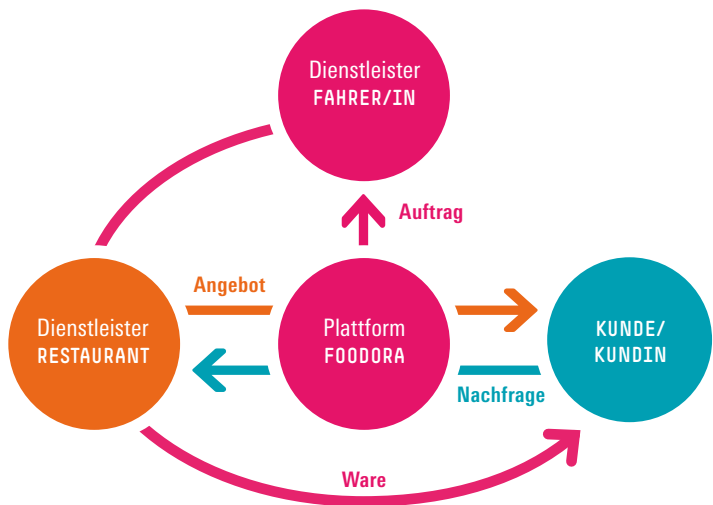 Dienstleister
FAHRER/IN
Auftrag
Angebot
Dienstleister
RESTAURANT
Plattform
FOODORA
KUNDE/
KUNDIN
Nachfrage
Ware